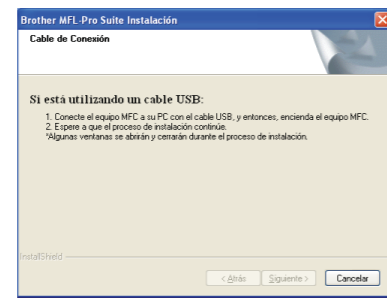 Brother MFL-Pro Suite Instalación
Cable de Conexión
Si está utilizando un cable USB:
1. Conecte el equipo MFC a su PC con el cable USB, y entonces, encienda el equipo MFC.
2. Espere a que el proceso de instalación continúe.
*Algunas ventanas se abrirán y cerrarán durante el proceso de instalación.
InstallShield
< Atrás Siguiente > Cancelar